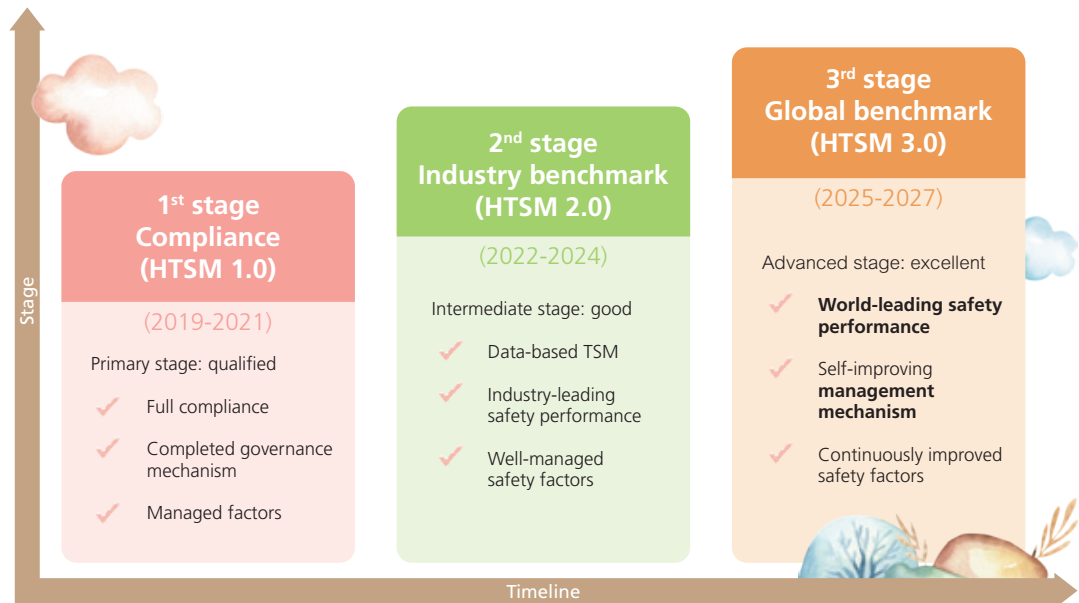 Stage
1st stage
Compliance
(HTSM 1.0)
(2019-2021)
Primary stage: qualified
Full compliance
Completed governance
mechanism
Managed factors
2nd stage
Industry benchmark
(HTSM 2.0)
(2022-2024)
Intermediate stage: good
Data-based TSM
Industry-leading
safety performance
Well-managed
safety factors
3rd stage
Global benchmark
(HTSM 3.0)
(2025-2027)
Advanced stage: excellent
World-leading safety
performance
Self-improving
management
mechanism
Continuously improved
safety factors
Timeline